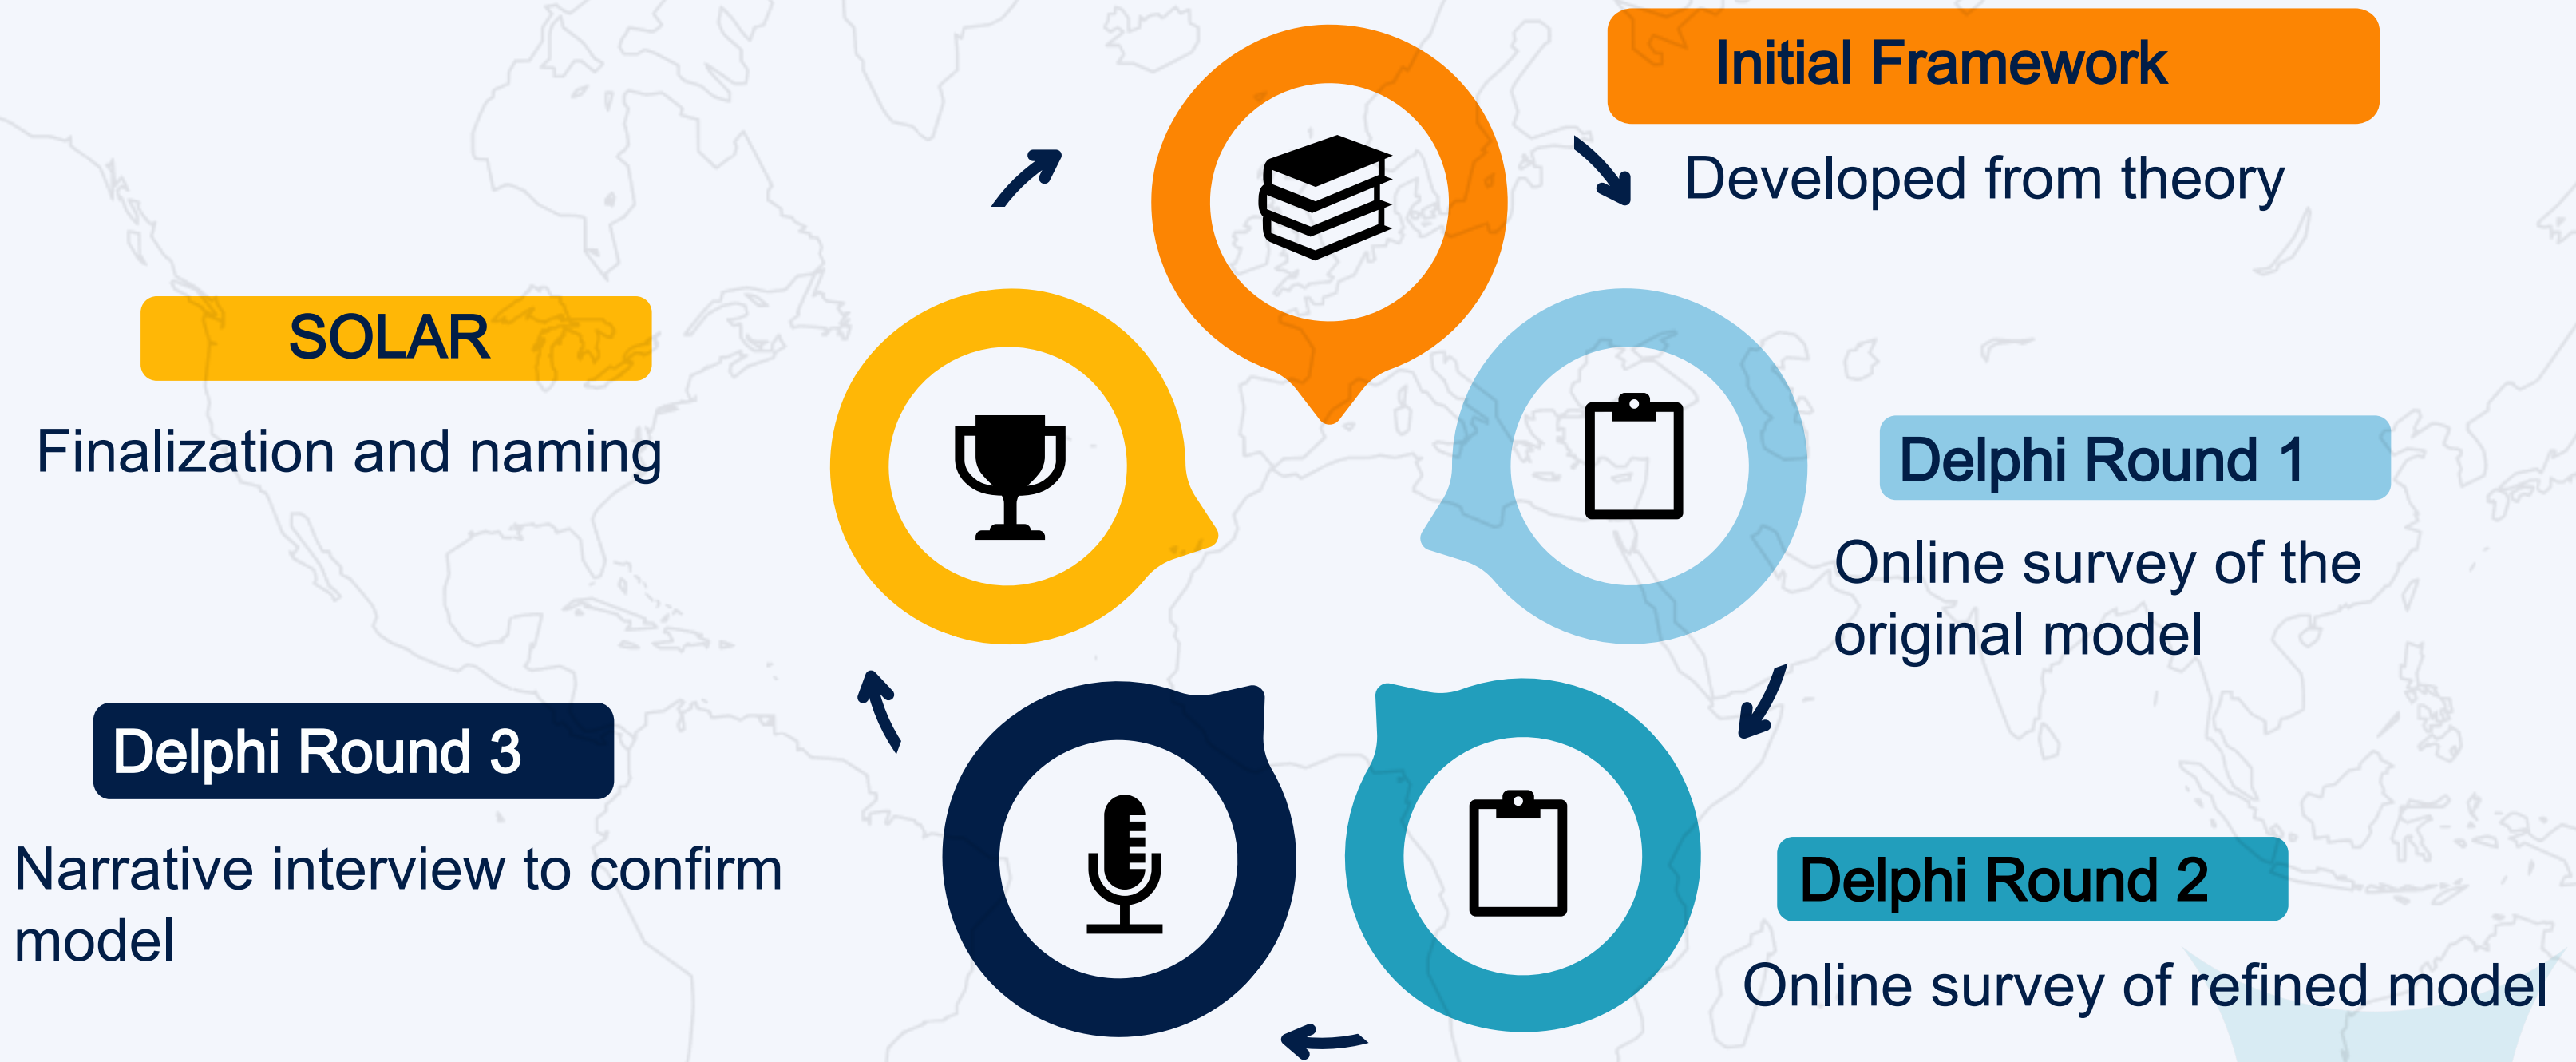 Initial Framework
Developed from theory
Delphi Round 1
Online survey of the
original model
Delphi Round 2
Online survey of refined model
Delphi Round 3
Narrative interview to confirm
model
SOLAR
Finalization and naming